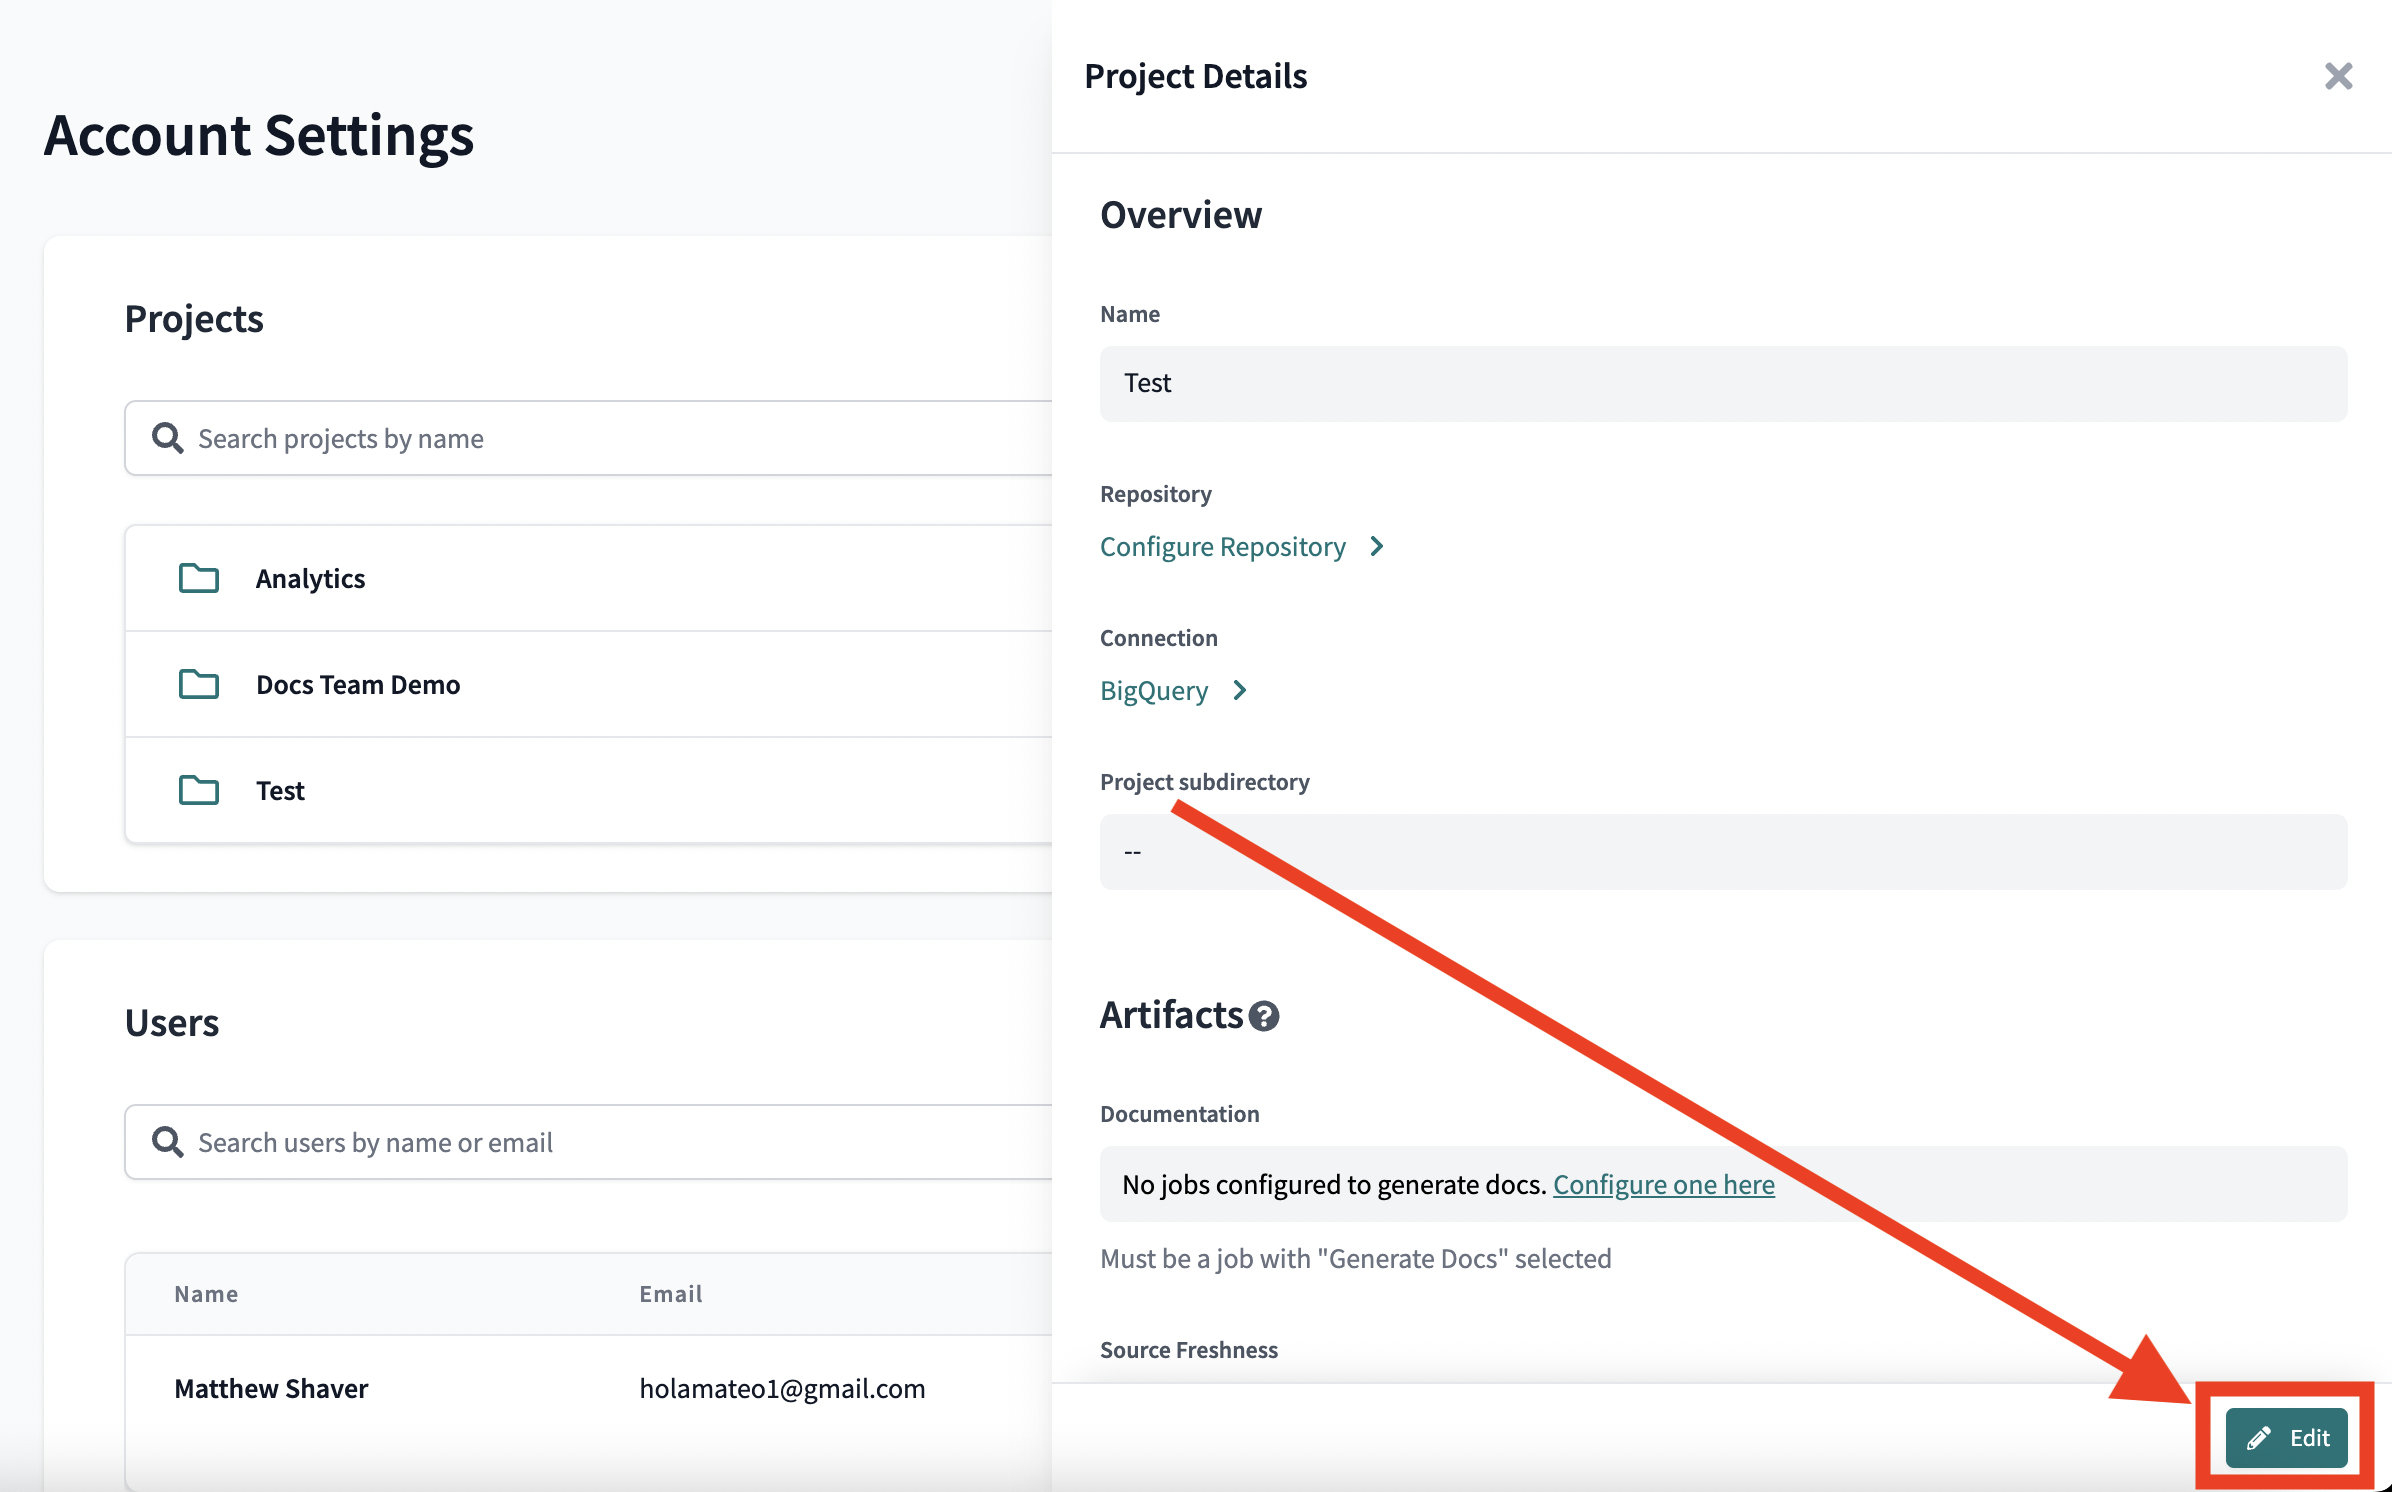 Account Settings
Projects
Search projects by name
Analytics
Docs Team Demo
Test
Users
Search users by name or email
Name Email
Matthew Shaver holamateo1@gmail.com
Project Details
Overview
Name
Test
Repository
Configure Repository
Connection
BigQuery
Project subdirectory
--
Artifacts
Documentation
No jobs configured to generate docs. Configure one here
Must be a job with "Generate Docs" selected
Source Freshness
Edit